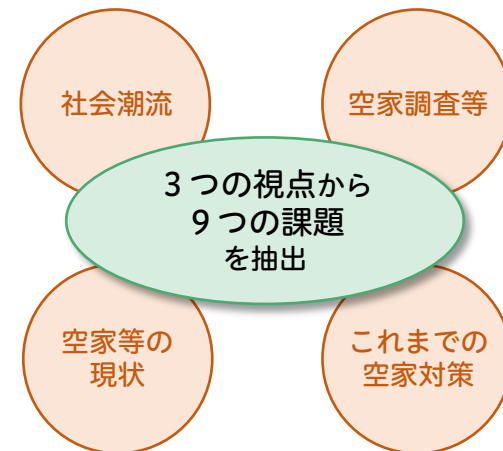 社会潮流
空家調査等
３つの視点から
９つの課題
を抽出
空家等の
現状
これまでの
空家対策